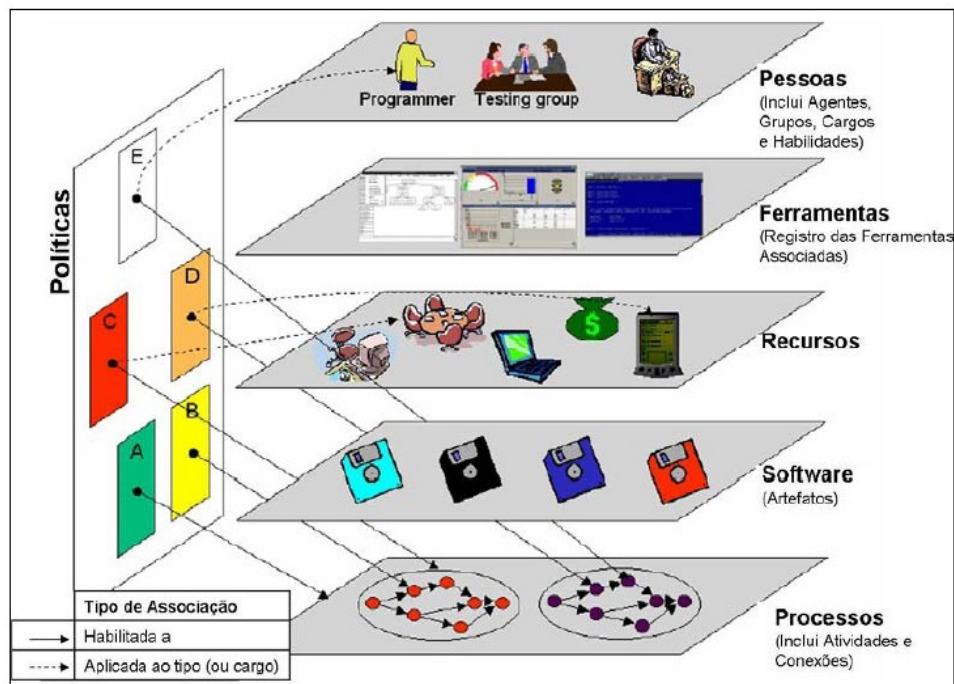 Políticas
E
D
C
B
A
Programmer
Testing group
Pessoas
(Inclui Agentes,
Grupos, Cargos
e Habilidades)
Ferramentas
(Registro das Ferramentas
Associadas)
Recursos
$
Software
(Artefatos)
Processos
(Inclui Atividades e
Conexões)
Tipo de Associação
Habilitada a
Aplicada ao tipo (ou cargo)